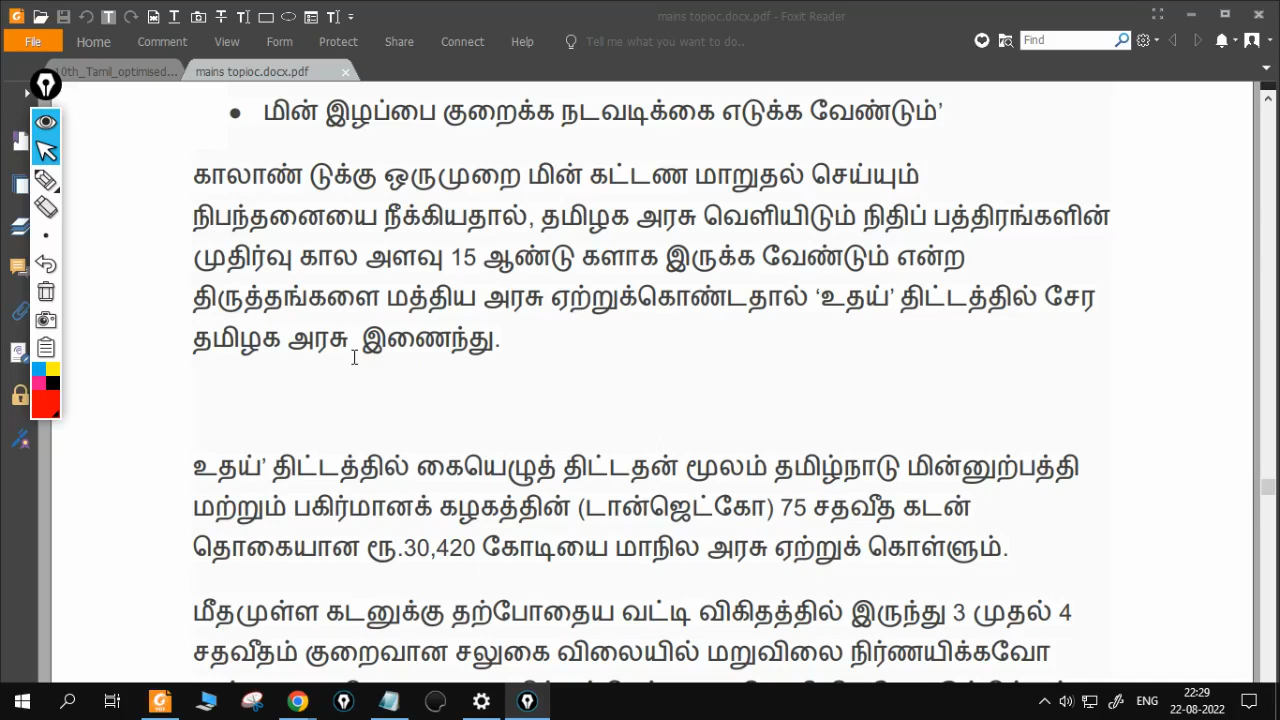 mains topioc.docx.pdf - Foxit Reader
File Home Comment View Form Protect Share Connect Help Tell me what you want to do.. Find
10th_Tamil_optimised... mains topioc.docx.pdf
• மின் இழப்பை குறைக்க நடவடிக்கை எடுக்க வேண்டும்’
காலாண் டுக்கு ஒருமுறை மின் கட்டண மாறுதல் செய்யும்
நிபந்தனையை நீக்கியதால், தமிழக அரசு வெளியிடும் நிதிப் பத்திரங்களின்
முதிர்வு கால அளவு 15 ஆண்டு களாக இருக்க வேண்டும் என்ற
திருத்தங்களை மத்திய அரசு ஏற்றுக்கொண்டதால் ‘உதய்’ திட்டத்தில் சேர
தமிழக அரசு இணைந்து.
உதய்’ திட்டத்தில் கையெழுத் திட்டதன் மூலம் தமிழ்நாடு மின்னுற்பத்தி
மற்றும் பகிர்மானக் கழகத்தின் (டான்ஜெட்கோ) 75 சதவீத கடன்
தொகையான ரூ.30,420 கோடியை மாநில அரசு ஏற்றுக் கொள்ளும்.
மீதமுள்ள கடனுக்கு தற்போதைய வட்டி விகிதத்தில் இருந்து 3 முதல் 4
சதவீதம் குறைவான சலுகை விலையில் மறுவிலை நிர்ணயிக்கவோ
ENG 22:29
22-08-2022